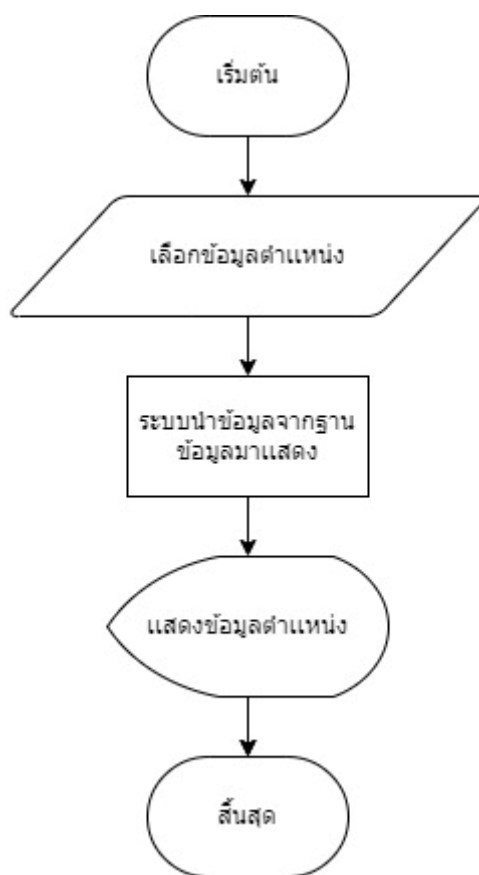 เริ่มต้น
เลือกข้อมูลตำแหน่ง
ระบบนำข้อมูลจากฐาน
ข้อมูลมาแสดง
แสดงข้อมูลตำแหน่ง
สิ้นสุด